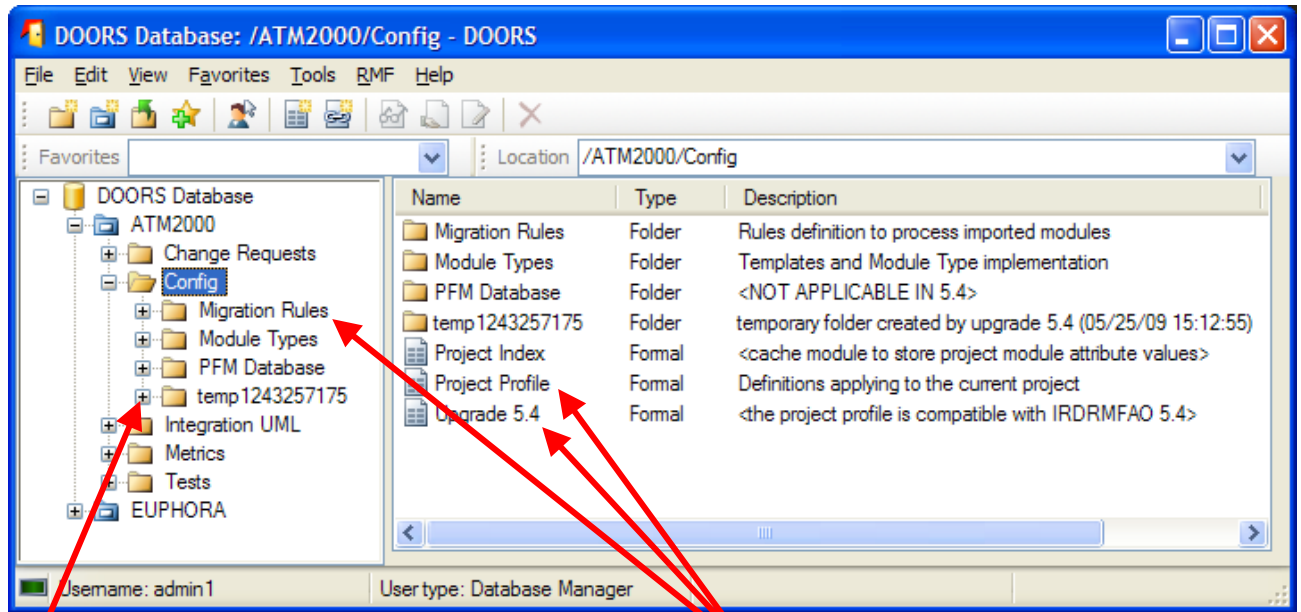 DOORS Database: /ATM2000/Config - DOORS
File Edit View Favorites Tools RMF Help
Favorites Location /ATM2000/Config
DOORS Database
ATM2000
Change Requests
Config
Migration Rules
Module Types
PFM Database
temp1243257175
Integration UML
Metrics
Tests
EUPHORA
Name Type Description
Migration Rules Folder Rules definition to process imported modules
Module Types Folder Templates and Module Type implementation
PFM Database Folder <NOT APPLICABLE IN 5.4>
temp1243257175 Folder temporary folder created by upgrade 5.4 (05/25/09 15:12:55)
Project Index Formal <cache module to store project module attribute values>
Project Profile Formal Definitions applying to the current project
Upgrade 5.4 Formal <the project profile is compatible with IRDRMFAO 5.4>
Username: admin1 User type: Database Manager